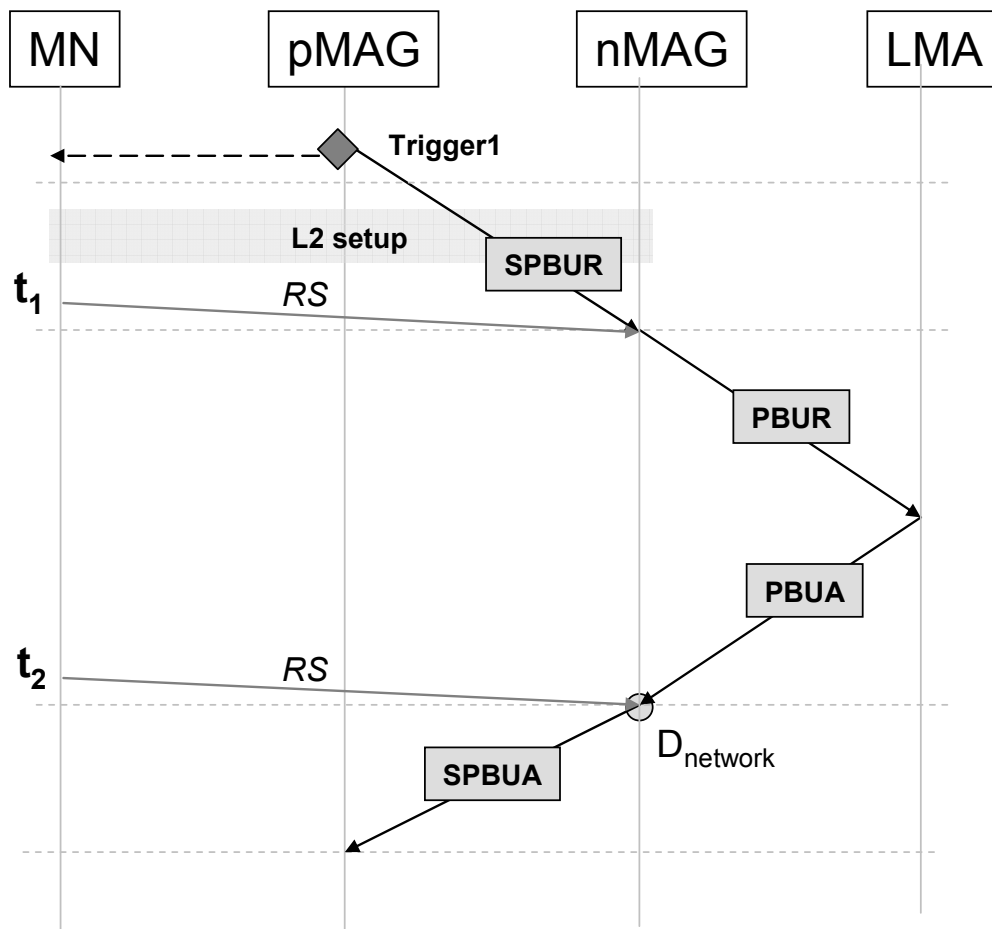 MN pMAG nMAG LMA
Trigger1
L2 setup
SPBUR
t1 RS
PBUR
PBUA
t2 RS
Dnetwork
SPBUA